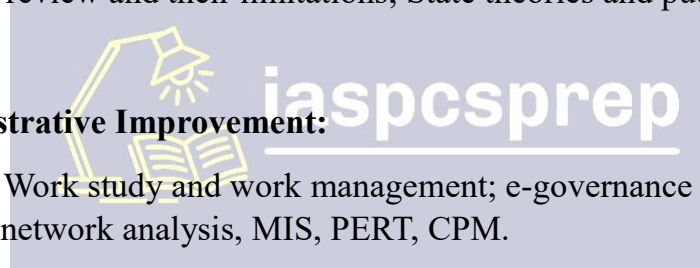 review and their limitations; State theories and pu
iaspcsprep
strative Improvement:
Work study and work management; e-governance
network analysis, MIS, PERT, CPM.